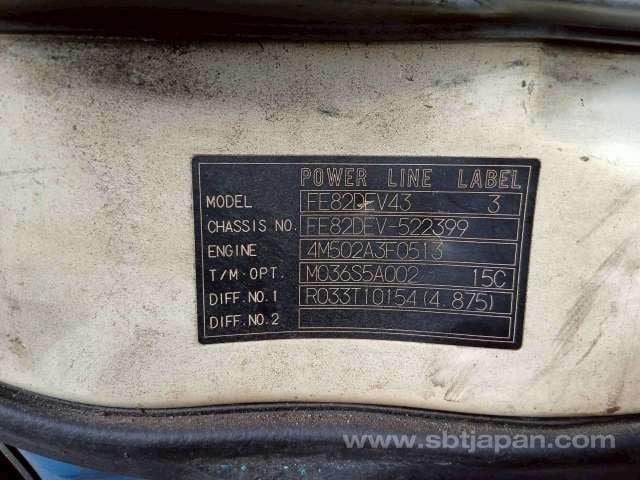 POWER LINE LABEL
MODEL FE82DEV43 3
CHASSIS NO. FE82DEV-522399
ENGINE 4M502A3F0513
T/M. OPT. M036S5A002 15C
DIFF. NO. 1 R033T10154 (4.875)
DIFF. NO. 2
www.sbtjapan.com